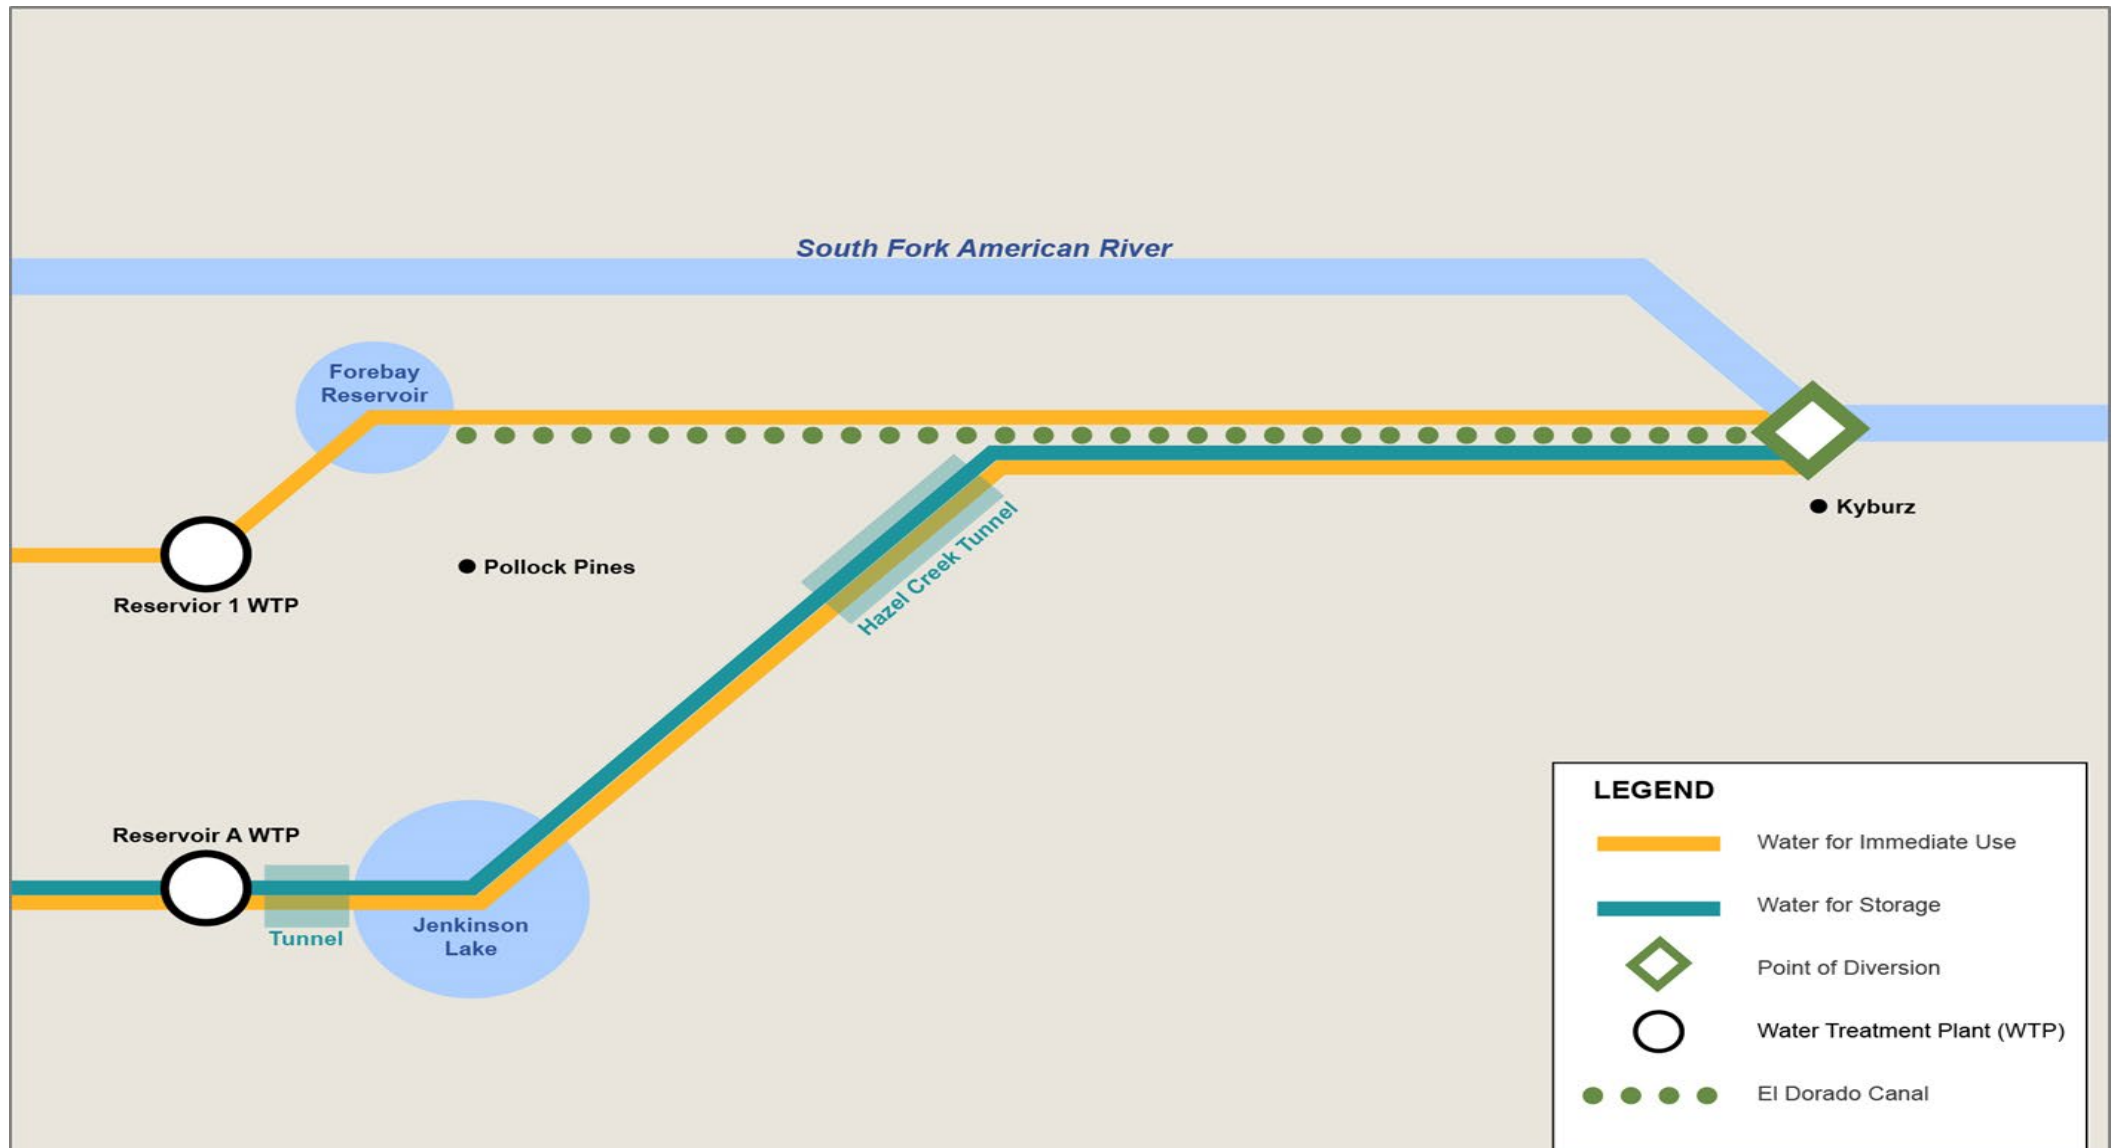 South Fork American River
Forebay
Reservoir
Kyburz
Hazel Creek Tunnel
Pollock Pines
Reservior 1 WTP
Reservoir A WTP
Tunnel
Jenkinson
Lake
LEGEND
Water for Immediate Use
Water for Storage
Point of Diversion
Water Treatment Plant (WTP)
El Dorado Canal